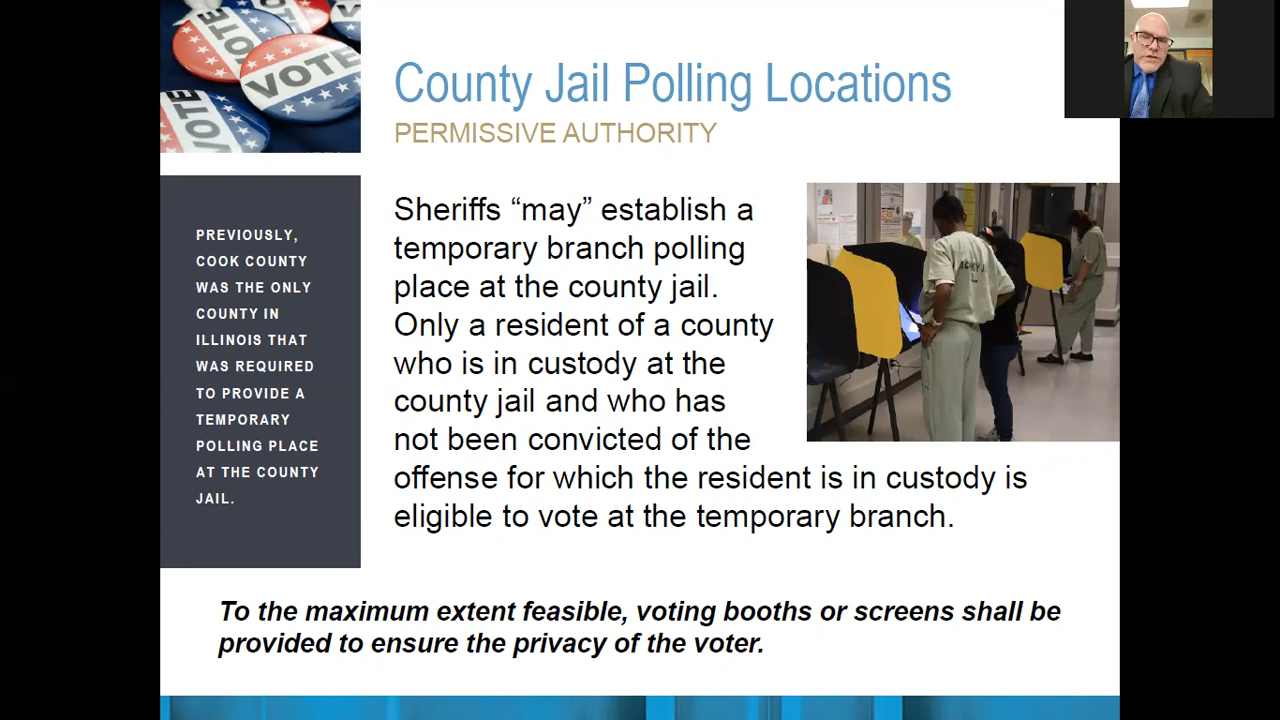 VOTE
VOTE
VOTE
VOTE
County Jail Polling Locations
PERMISSIVE AUTHORITY
PREVIOUSLY,
COOK COUNTY
WAS THE ONLY
COUNTY IN
ILLINOIS THAT
WAS REQUIRED
TO PROVIDE A
TEMPORARY
POLLING PLACE
AT THE COUNTY
JAIL.
Sheriffs “may” establish a
temporary branch polling
place at the county jail.
Only a resident of a county
who is in custody at the
county jail and who has
not been convicted of the
offense for which the resident is in custody is
eligible to vote at the temporary branch.
To the maximum extent feasible, voting booths or screens shall be
provided to ensure the privacy of the voter.